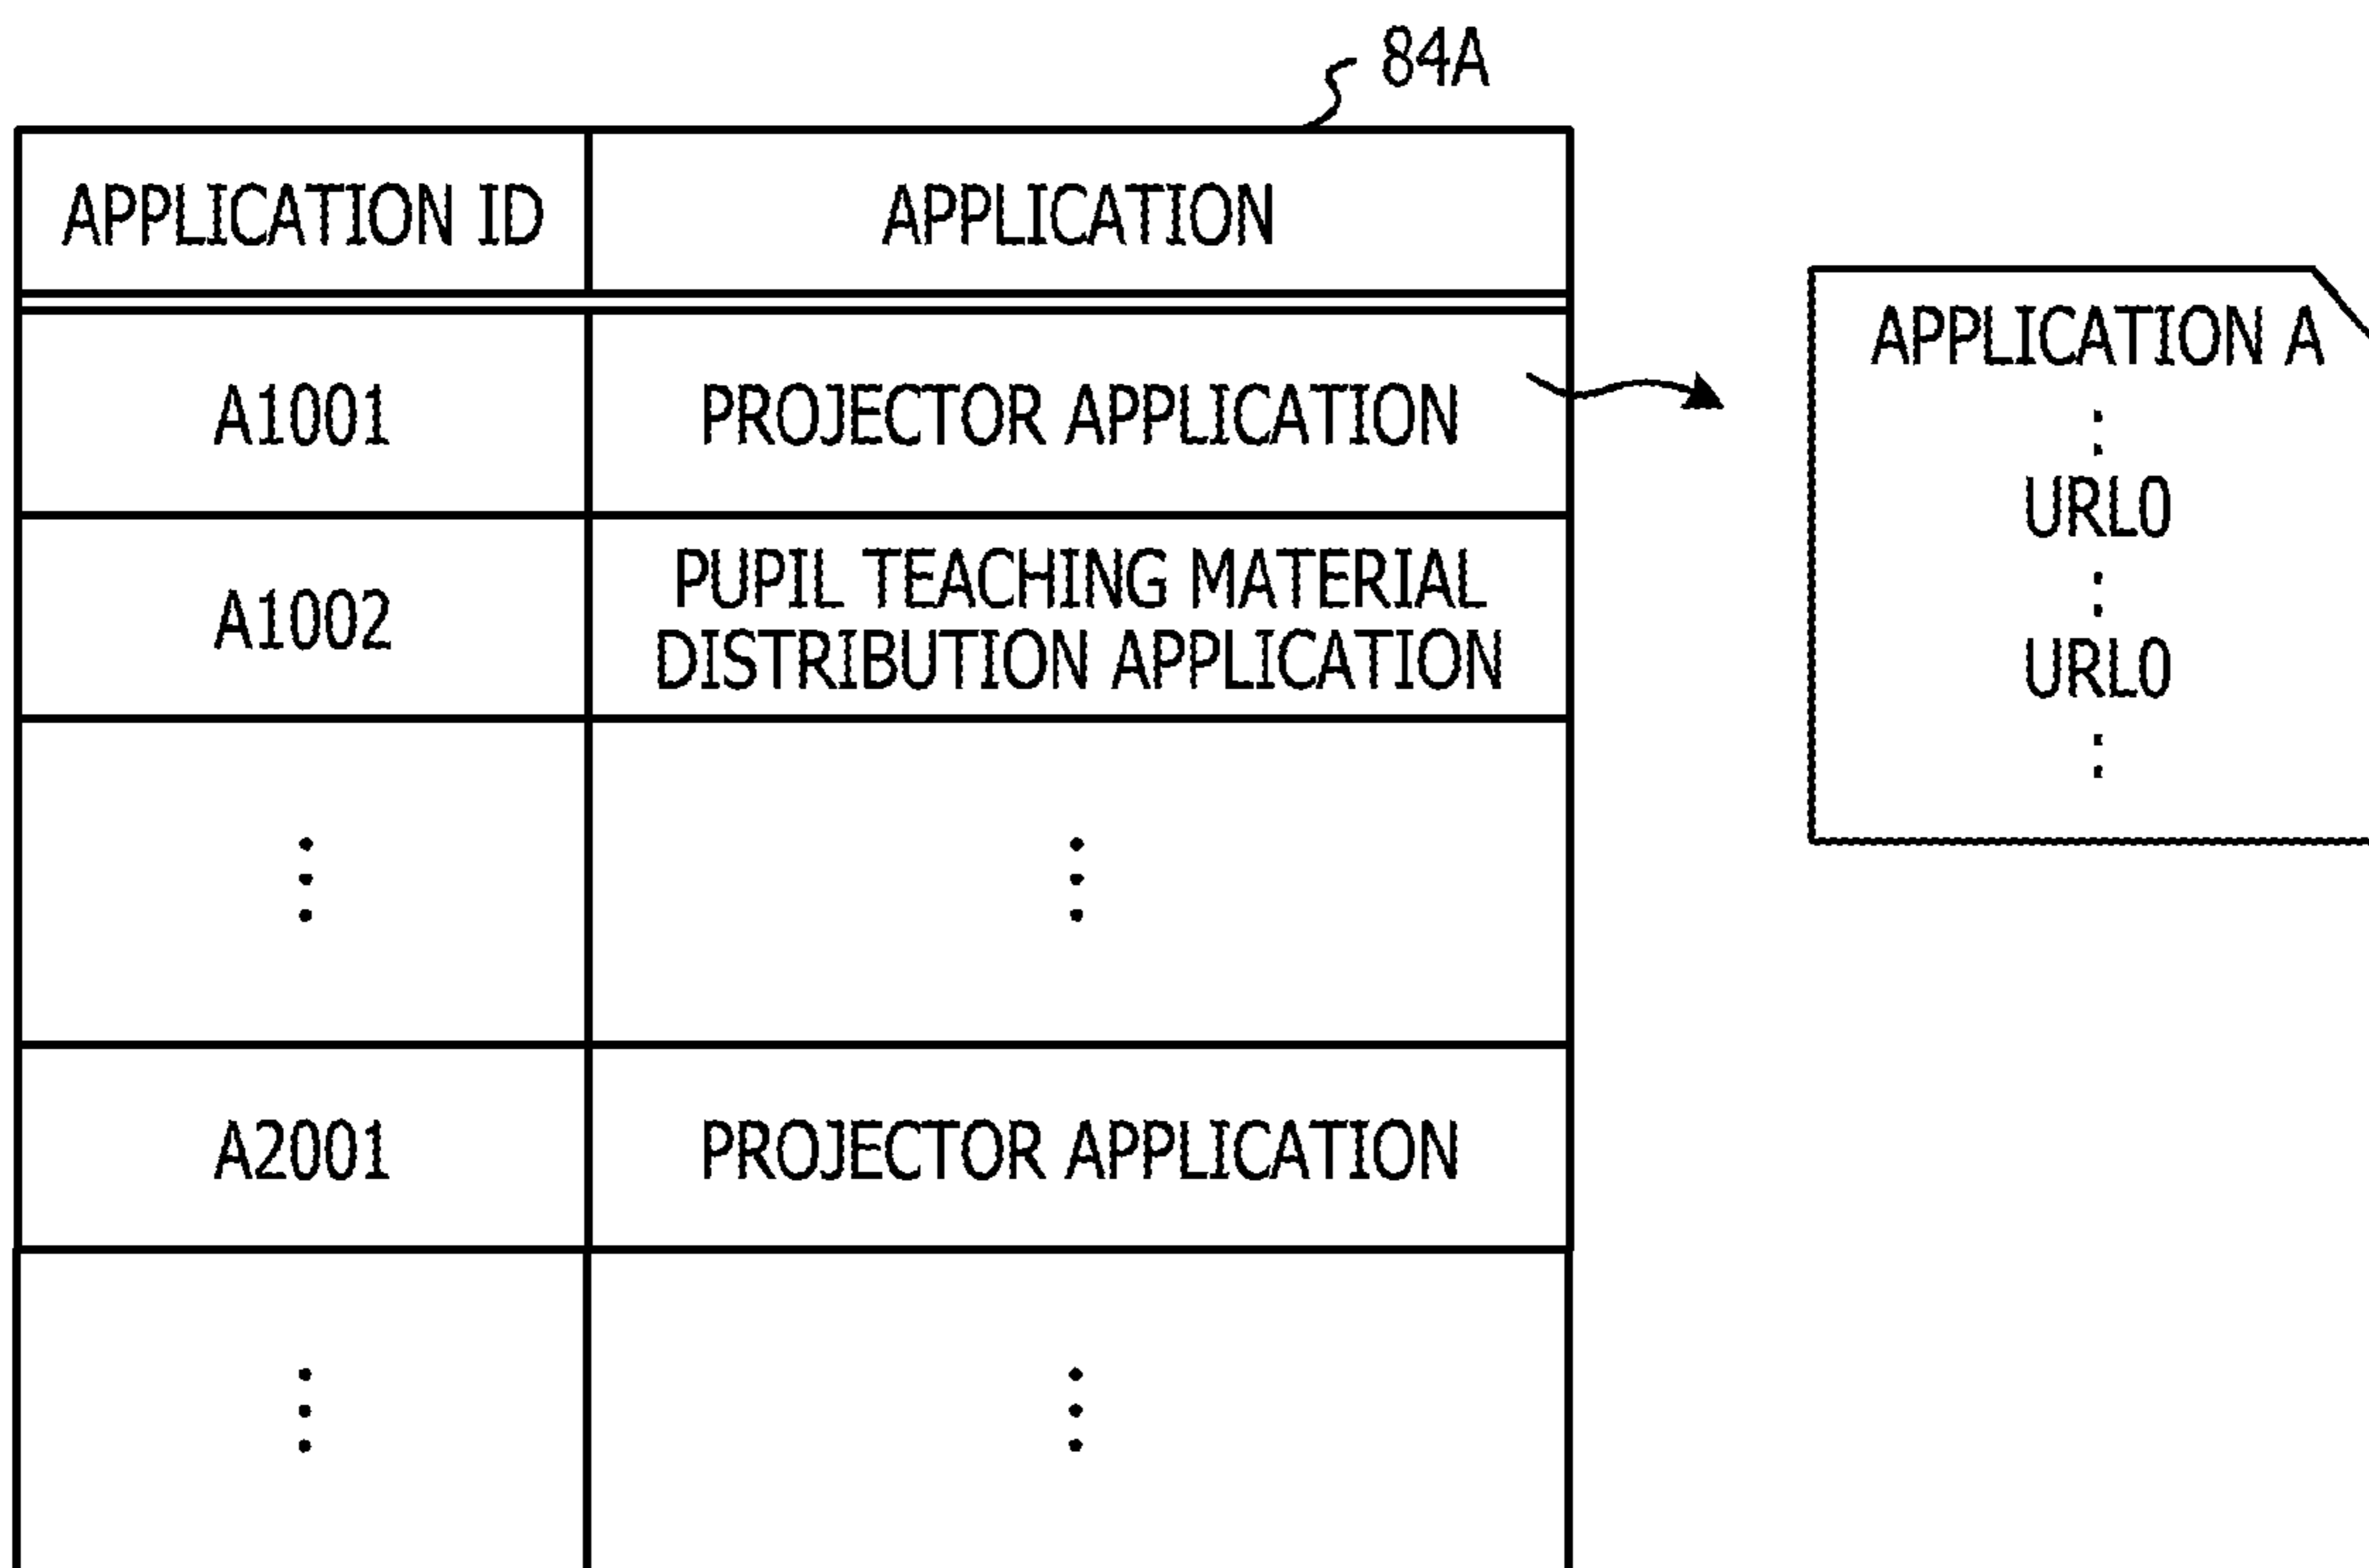 84A
APPLICATION ID APPLICATION
A1001 PROJECTOR APPLICATION
A1002 PUPIL TEACHING MATERIAL
DISTRIBUTION APPLICATION
⋮ ⋮
A2001 PROJECTOR APPLICATION
⋮ ⋮
APPLICATION A
:
URL0
:
URL0
: